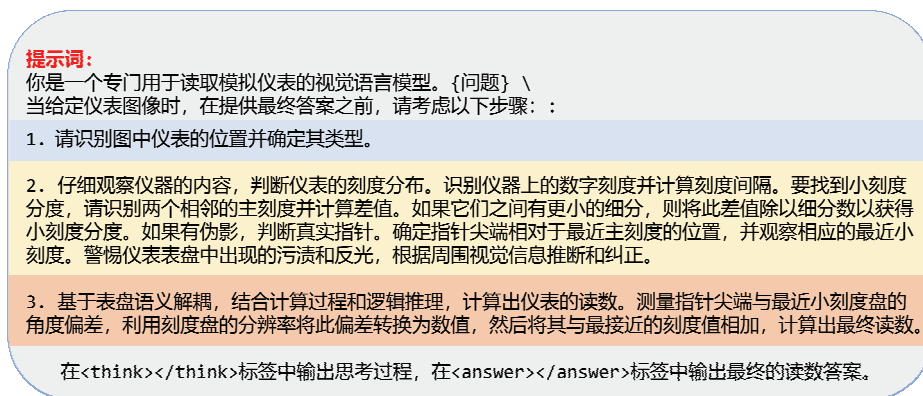 提示词：
你是一个专门用于读取模拟仪表的视觉语言模型。{问题} \
当给定仪表图像时，在提供最终答案之前，请考虑以下步骤：：
1. 请识别图中仪表的位置并确定其类型。
2. 仔细观察仪器的内容，判断仪表的刻度分布。识别仪器上的数字刻度并计算刻度间隔。要找到小刻度
分度，请识别两个相邻的主刻度并计算差值。如果它们之间有更小的细分，则将此差值除以细分数以获得
小刻度分度。如果有伪影，判断真实指针。确定指针尖端相对于最近主刻度的位置，并观察相应的最近小
刻度。警惕仪表表盘中出现的污渍和反光，根据周围视觉信息推断和纠正。
3. 基于表盘语义解耦，结合计算过程和逻辑推理，计算出仪表的读数。测量指针尖端与最近小刻度盘的
角度偏差，利用刻度盘的分辨率将此偏差转换为数值，然后将其与最接近的刻度值相加，计算出最终读数。
在<think></think>标签中输出思考过程，在<answer></answer>标签中输出最终的读数答案。